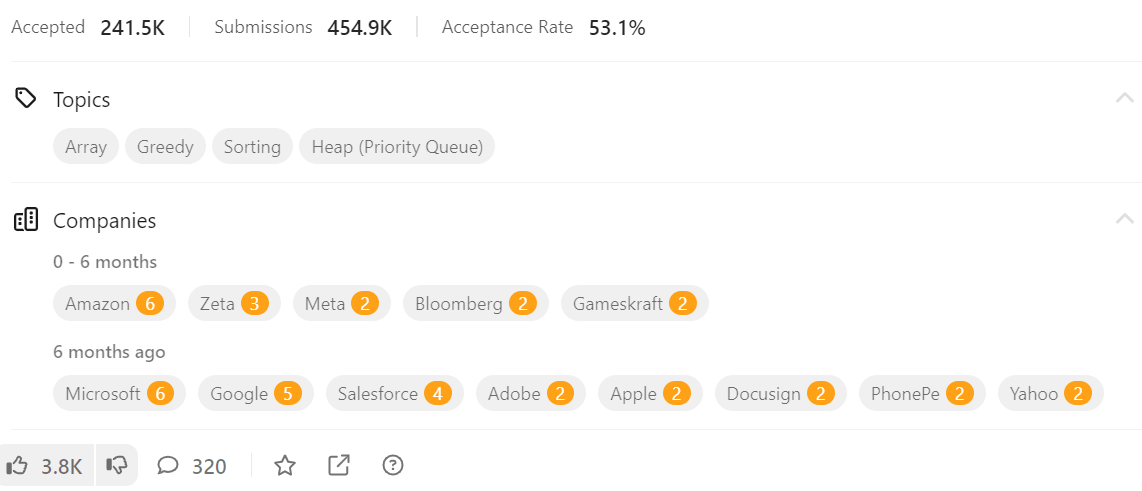 Accepted 241.5K Submissions 454.9K Acceptance Rate 53.1%
Topics
Array Greedy Sorting Heap (Priority Queue)
Companies
0 - 6 months
Amazon 6 Zeta 3 Meta 2 Bloomberg 2 Gameskraft 2
6 months ago
Microsoft 6 Google 5 Salesforce 4 Adobe 2 Apple 2 Docusign 2 PhonePe 2 Yahoo 2
3.8K 320 ?